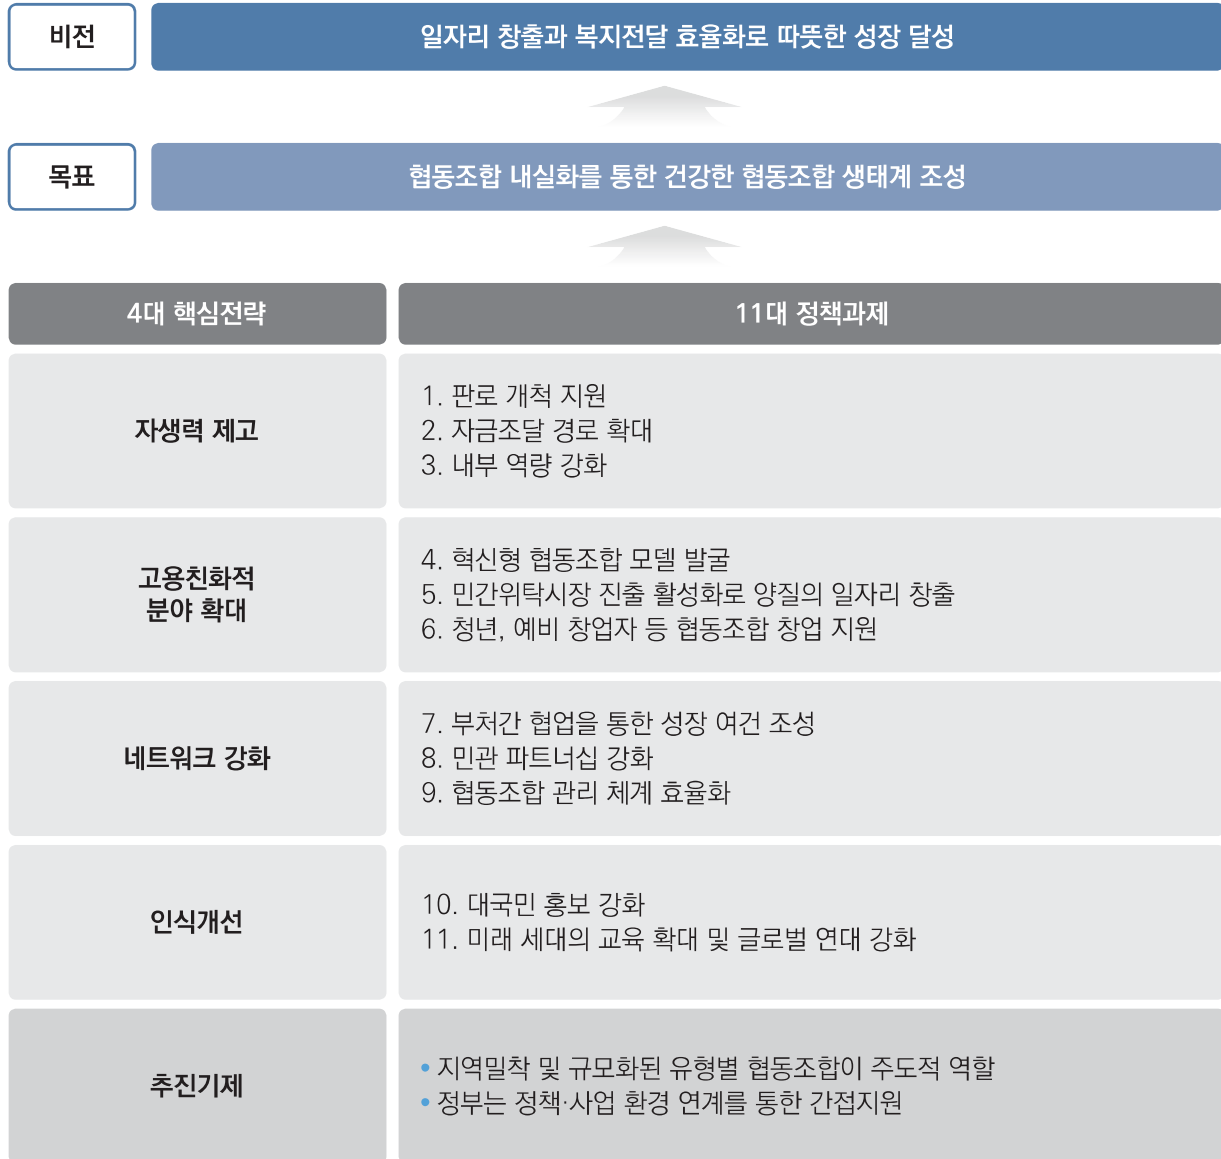 비전
일자리 창출과 복지전달 효율화로 따뜻한 성장 달성
목표
협동조합 내실화를 통한 건강한 협동조합 생태계 조성
4대 핵심전략
11대 정책과제
자생력 제고
1. 판로 개척 지원
2. 자금조달 경로 확대
3. 내부 역량 강화
고용친화적
분야 확대
4. 혁신형 협동조합 모델 발굴
5. 민간위탁시장 진출 활성화로 양질의 일자리 창출
6. 청년, 예비 창업자 등 협동조합 창업 지원
네트워크 강화
7. 부처간 협업을 통한 성장 여건 조성
8. 민관 파트너십 강화
9. 협동조합 관리 체계 효율화
인식개선
10. 대국민 홍보 강화
11. 미래 세대의 교육 확대 및 글로벌 연대 강화
추진기제
• 지역밀착 및 규모화된 유형별 협동조합이 주도적 역할
• 정부는 정책·사업 환경 연계를 통한 간접지원